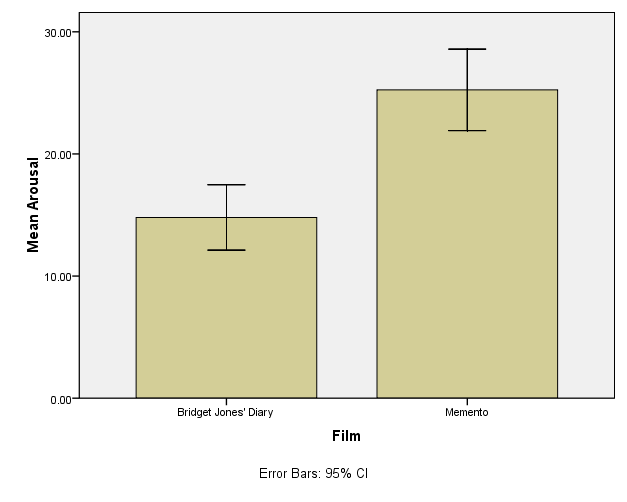 30.00
20.00
10.00
0.00
Mean Arousal
Bridget Jones' Diary
Memento
Film
Error Bars: 95% CI